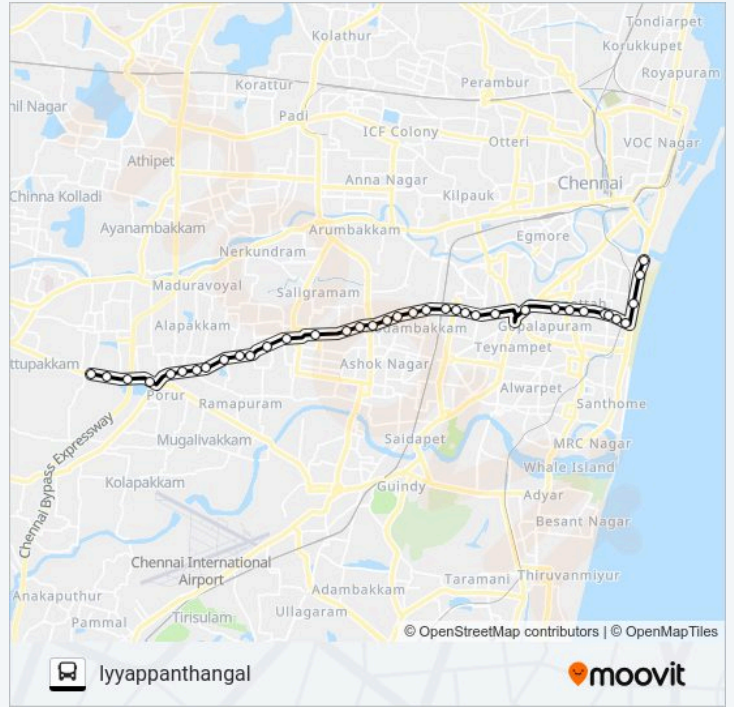 Tondiarpet
Kolathur
Korukkupet
Royapuram
Korattur
Perambur
nil Nagar
Padi
ICF Colony
Otteri
VOC Nagar
Athipet
Anna Nagar
Chennai
Chinna Kolladi
Kilpauk
Ayanambakkam
Arumbakkam
Egmore
Nerkundram
Maduravoyal
Saligramam
Alapakkam
Gopalapuram
Teynampet
ttupakkam
Ashok Nagar
Porur
Ramapuram
Alwarpet
Santhome
Mugalivakkam
Saidapet
MRC Nagar
Whale Island
Kolapakkam
Guindy
Adyar
Chennai Bypass Expressway
Besant Nagar
Chennai International
Airport
Taramani
Thiruvanmiyur
Anakaputhur
Adambakkam
Pammal
Tirisulam
Ullagaram
© OpenStreetMap contributors | © OpenMapTiles
Iyyappanthangal
moovit